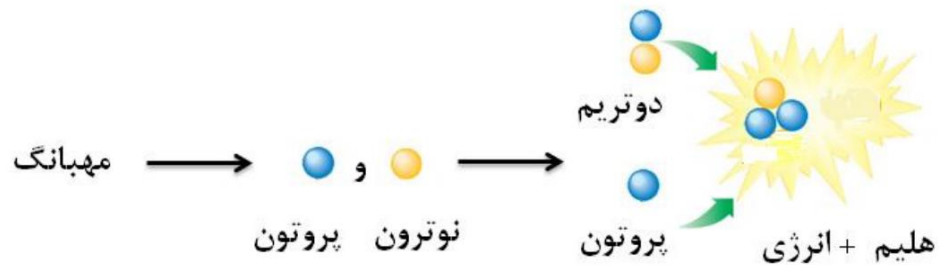 مهبانگ
و
پروتون
نوترون
دوتریم
پروتون
هلیم + انرژی